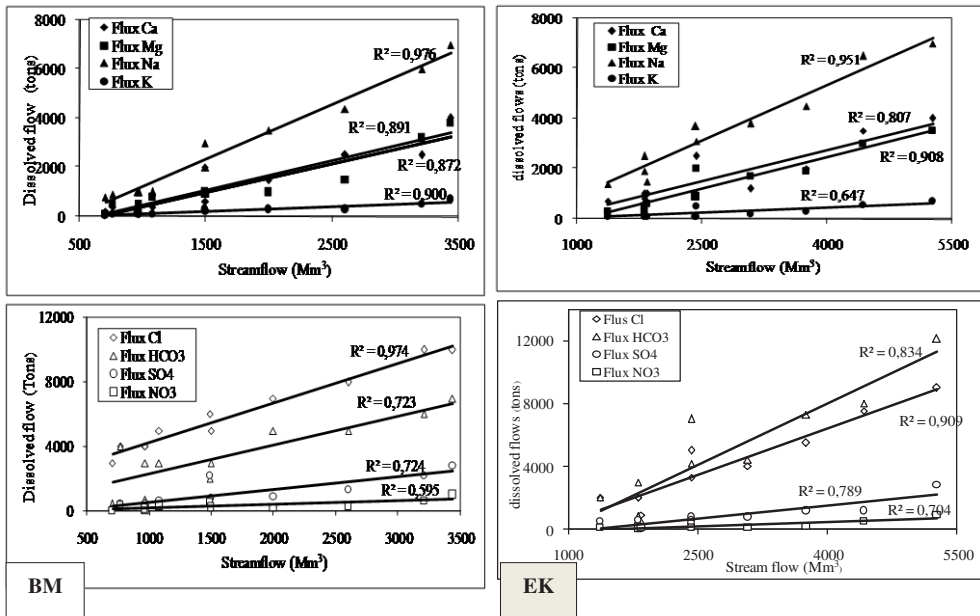 8000
6000
4000
2000
0
Dissolved flow (tons)
Flux Ca
Flux Mg
Flux Na
Flux K
R² = 0,976
R² = 0,891
R² = 0,872
R² = 0,900
500
1500
2500
3500
Streamflow (Mm³)
8000
6000
4000
2000
0
dissolved flows (tons)
Flux Ca
Flux Mg
Flux Na
Flux K
R² = 0,951
R² = 0,807
R² = 0,908
R² = 0,647
1000
2500
4000
5500
Streamflow (Mm³)
12000
8000
4000
0
Dissolved flow (Tons)
Flux Cl
Flux HCO3
Flux SO4
Flux NO3
R² = 0,974
R² = 0,723
R² = 0,724
R² = 0,595
500
1000
1500
2000
2500
3000
3500
Streamflow (Mm³)
BM
12000
8000
4000
0
dissolved flows (tons)
Flus Cl
Flux HCO3
Flux SO4
Flux NO3
R² = 0,834
R² = 0,909
R² = 0,789
R² = 0,704
1000
2500
4000
5500
Stream flow (Mm³)
EK